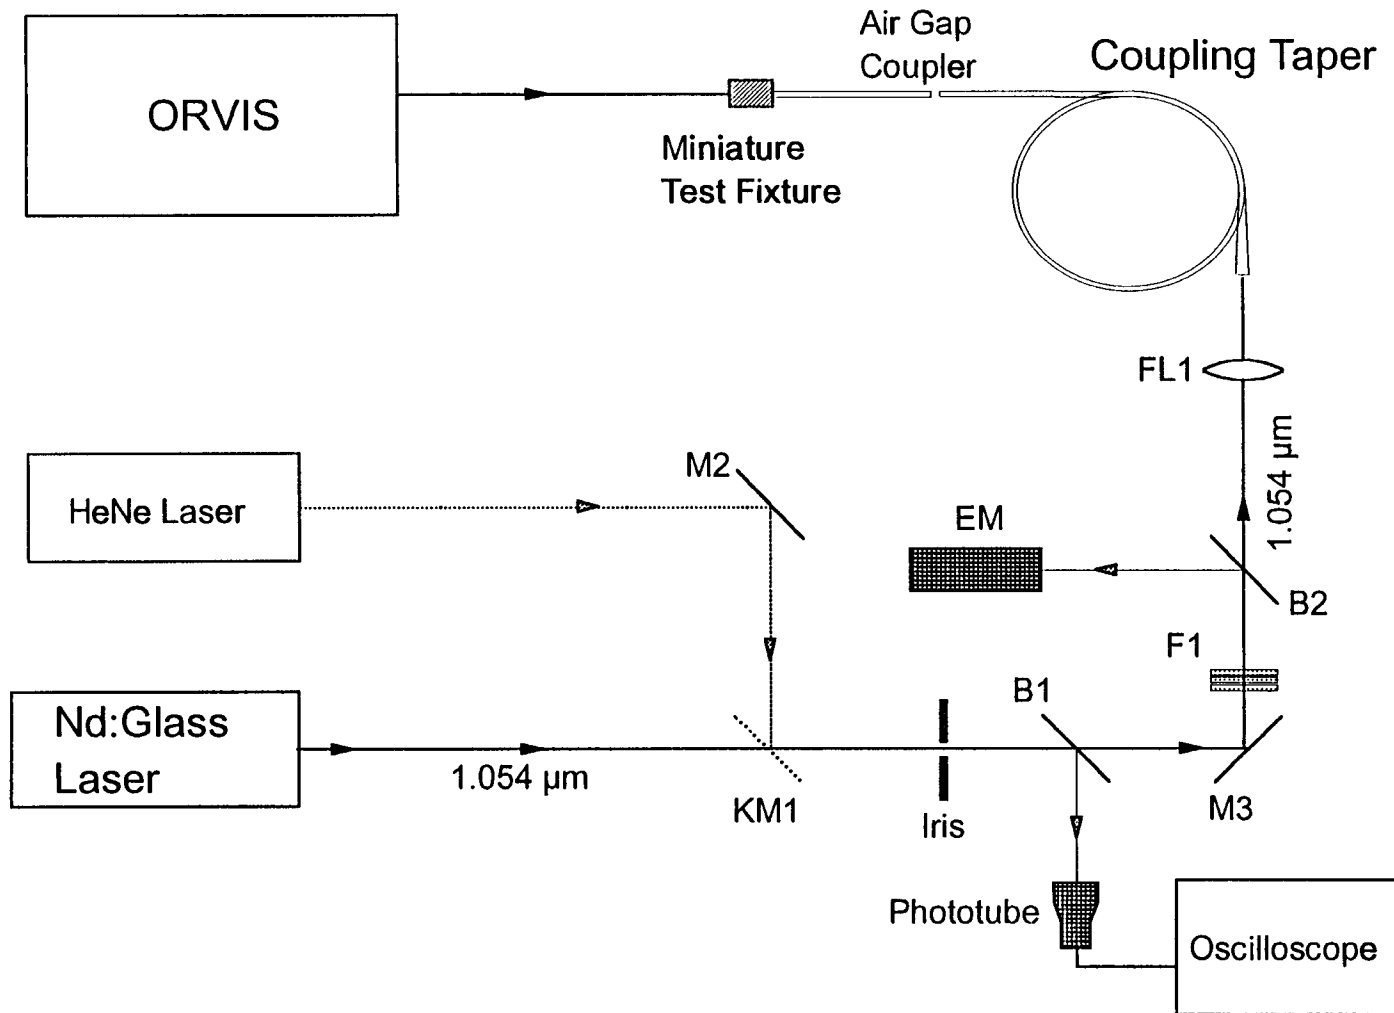 Air Gap
Coupler
Coupling Taper
ORVIS
Miniature
Test Fixture
FL1
1.054 µm
M2
HeNe Laser
EM
B2
F1
B1
Nd:Glass
Laser
1.054 µm
KM1
Iris
M3
Phototube
Oscilloscope